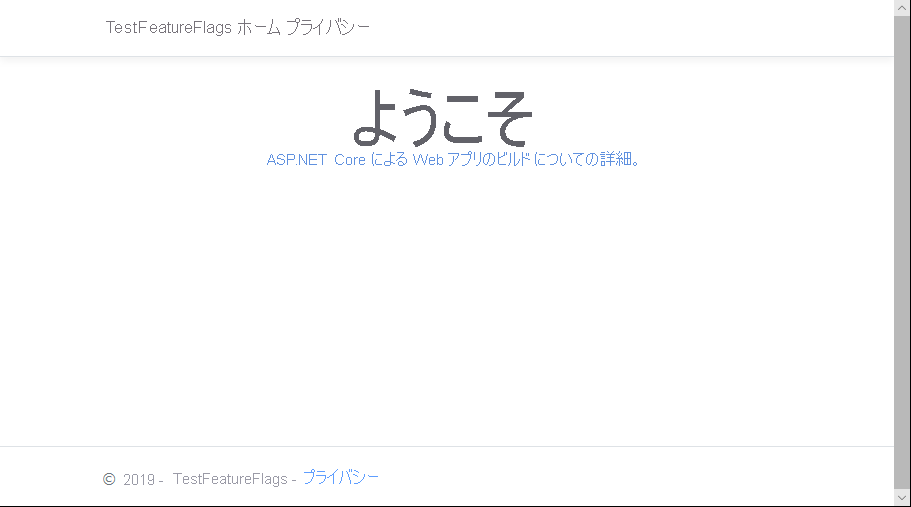 TestFeatureFlags ホーム プライバシー
ようこそ
ASP.NET Core による Web アプリのビルドについての詳細。
© 2019 - TestFeatureFlags - プライバシー